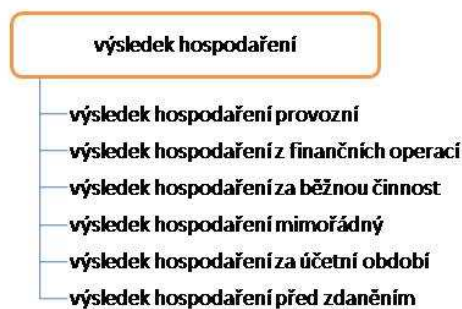 výsledek hospodaření
výsledek hospodaření provozní
výsledek hospodaření z finančních operací
výsledek hospodaření za běžnou činnost
výsledek hospodaření mimořádný
výsledek hospodaření za účetní období
výsledek hospodaření před zdaněním